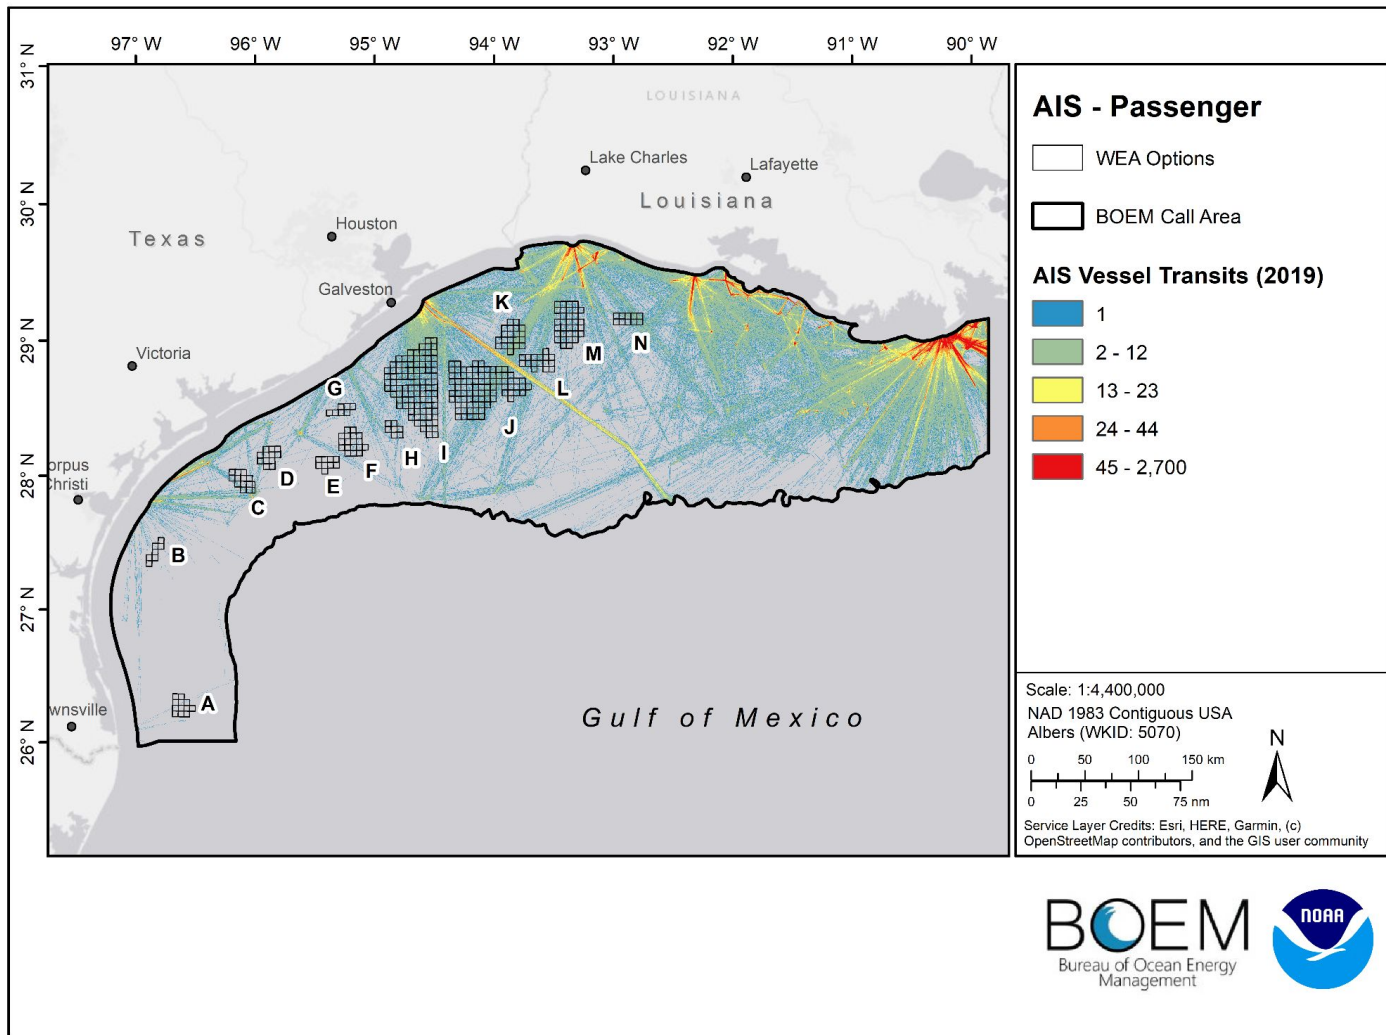 97° W 96° W 95° W 94° W 93° W 92° W 91° W 90° W
31° N
30° N
29° N
28° N
27° N
26° N
LOUISIANA
Lake Charles
Lafayette
Louisiana
Texas
Houston
Galveston
Victoria
orpus
Christi
wnsville
K
M
N
L
G
J
I
H
F
E
D
C
B
A
Gulf of Mexico
AIS - Passenger
WEA Options
BOEM Call Area
AIS Vessel Transits (2019)
1
2 - 12
13 - 23
24 - 44
45 - 2,700
Scale: 1:4,400,000
NAD 1983 Contiguous USA
Albers (WKID: 5070)
N
0 50 100 150 km
0 25 50 75 nm
Service Layer Credits: Esri, HERE, Garmin, (c)
OpenStreetMap contributors, and the GIS user community
BOEM
Bureau of Ocean Energy
Management
NOAA